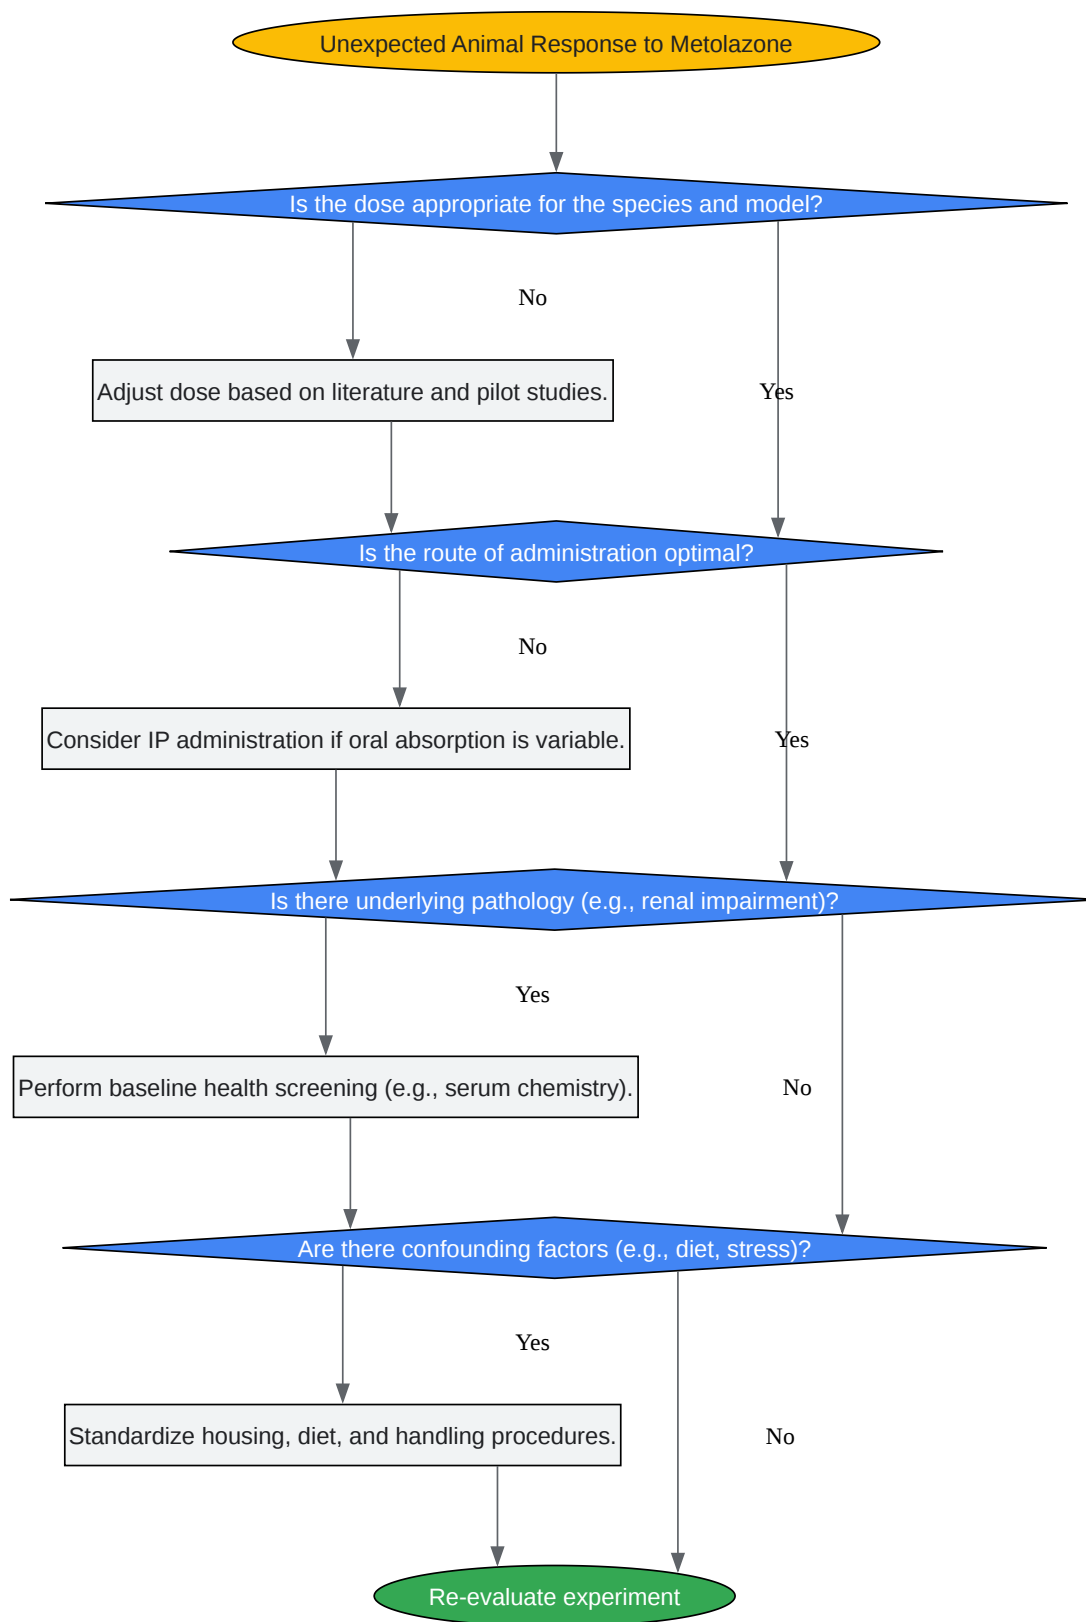 Unexpected Animal Response to Metolazone
Is the dose appropriate for the species and model?
No
Adjust dose based on literature and pilot studies.
Yes
Is the route of administration optimal?
No
Consider IP administration if oral absorption is variable.
Yes
Is there underlying pathology (e.g., renal impairment)?
Yes
Perform baseline health screening (e.g., serum chemistry).
No
Are there confounding factors (e.g., diet, stress)?
Yes
Standardize housing, diet, and handling procedures.
No
Re-evaluate experiment